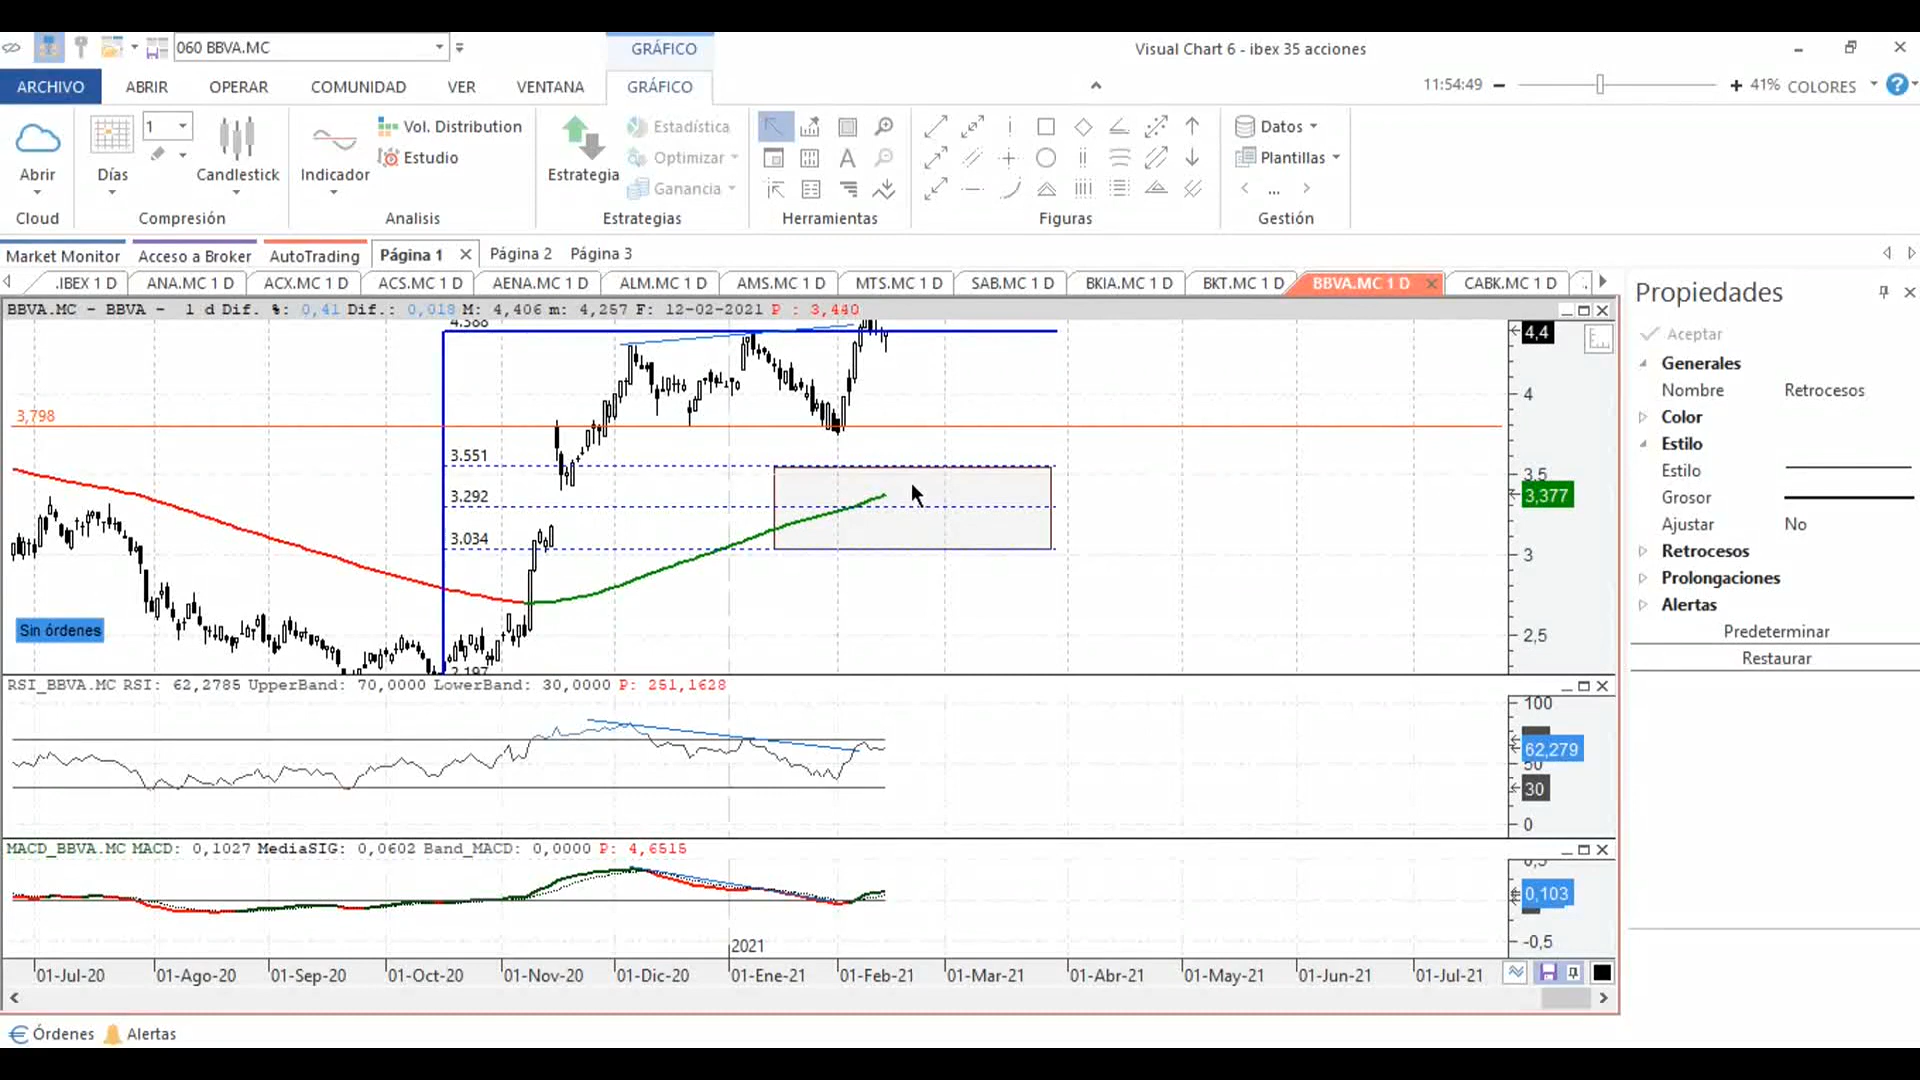 060 BBVA.MC
GRÁFICO
Visual Chart 6 - ibex 35 acciones
ARCHIVO ABRIR OPERAR COMUNIDAD VER VENTANA GRÁFICO 11:54:49 41% COLORES
1 Vol. Distribution Estadística Datos
Estudio Optimizar Plantillas
Abrir Días Candlestick Indicador Estrategia Ganancia ...
Cloud Compresión Analisis Estrategias Herramientas Figuras Gestión
Market Monitor Acceso a Broker AutoTrading Página 1 Página 2 Página 3
.IBEX 1 D ANA.MC 1 D ACX.MC 1 D ACS.MC 1 D AENA.MC 1 D ALM.MC 1 D AMS.MC 1 D MTS.MC 1 D SAB.MC 1 D BKIA.MC 1 D BKT.MC 1 D BBVA.MC 1 D CABK.MC 1 D
BBVA.MC - BBVA - 1 d Dif. %: 0,41 Dif.: 0,018 M: 4,406 m: 4,257 F: 12-02-2021 P : 3,440
4.388
4,4
4
3,798
3.551
3,5
3.292
3,377
3.034
3
2,5
Sin órdenes
2.197
RSI_BBVA.MC RSI: 62,2785 UpperBand: 70,0000 LowerBand: 30,0000 P: 251,1628
100
62,279
50
30
0
MACD_BBVA.MC MACD: 0,1027 MediaSIG: 0,0602 Band_MACD: 0,0000 P: 4,6515
0,5
0,103
-0,5
2021
01-Jul-20 01-Ago-20 01-Sep-20 01-Oct-20 01-Nov-20 01-Dic-20 01-Ene-21 01-Feb-21 01-Mar-21 01-Abr-21 01-May-21 01-Jun-21 01-Jul-21
Propiedades
Aceptar
Generales
Nombre Retrocesos
Color
Estilo
Estilo
Grosor
Ajustar No
Retrocesos
Prolongaciones
Alertas
Predeterminar
Restaurar
Órdenes Alertas